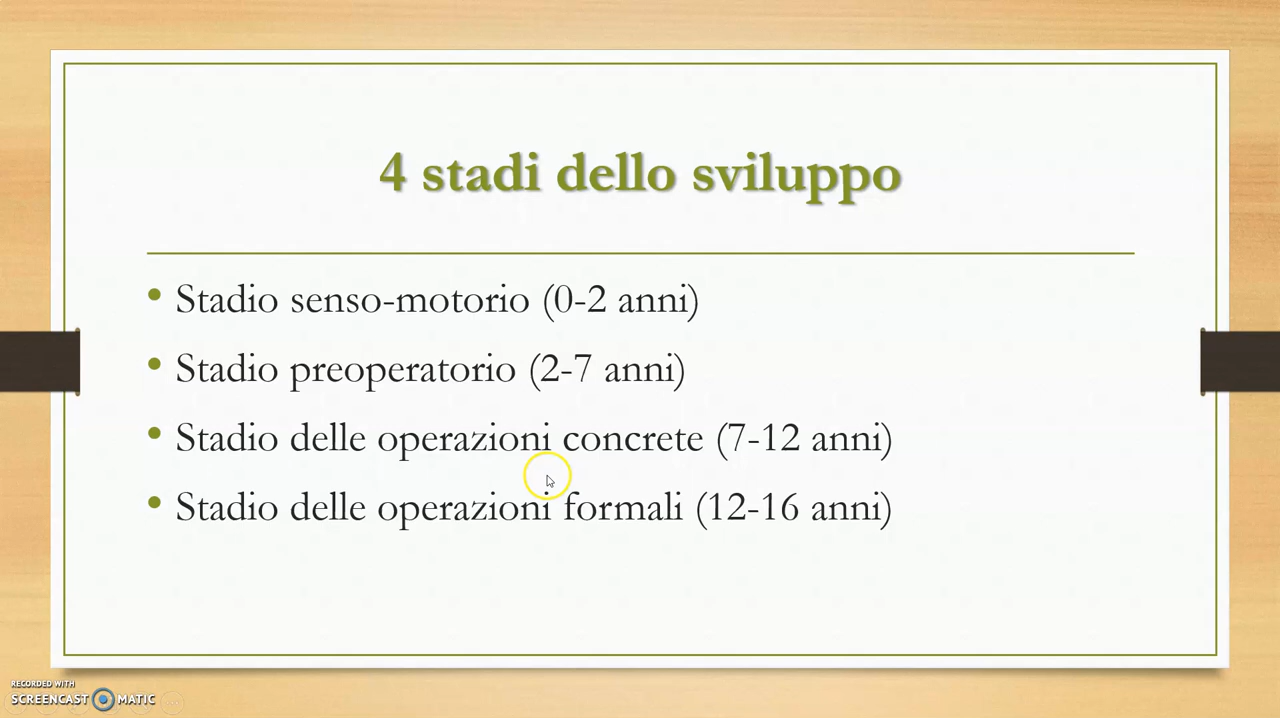 4 stadi dello sviluppo
• Stadio senso-motorio (0-2 anni)
• Stadio preoperatorio (2-7 anni)
• Stadio delle operazioni concrete (7-12 anni)
• Stadio delle operazioni formali (12-16 anni)
RECORDED WITH
SCREENCAST MATIC